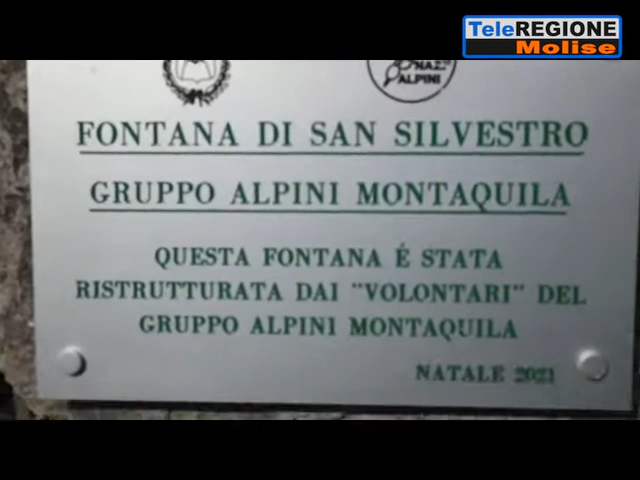 TeleREGIONE
Molise
NAZ.
ALPINI
FONTANA DI SAN SILVESTRO
GRUPPO ALPINI MONTAQUILA
QUESTA FONTANA É STATA
RISTRUTTURATA DAI "VOLONTARI" DEL
GRUPPO ALPINI MONTAQUILA
NATALE 2021